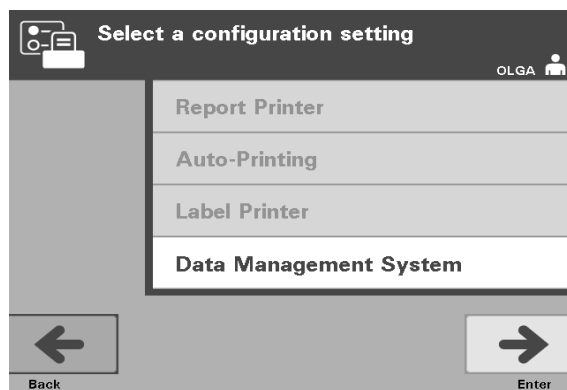 Select a configuration setting
OLGA
Report Printer
Auto-Printing
Label Printer
Data Management System
Back
Enter